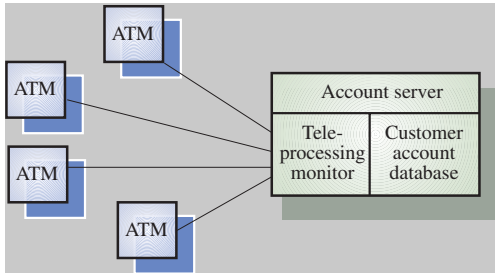 ATM
ATM
ATM
ATM
Account server
Tele-
processing
monitor
Customer
account
database